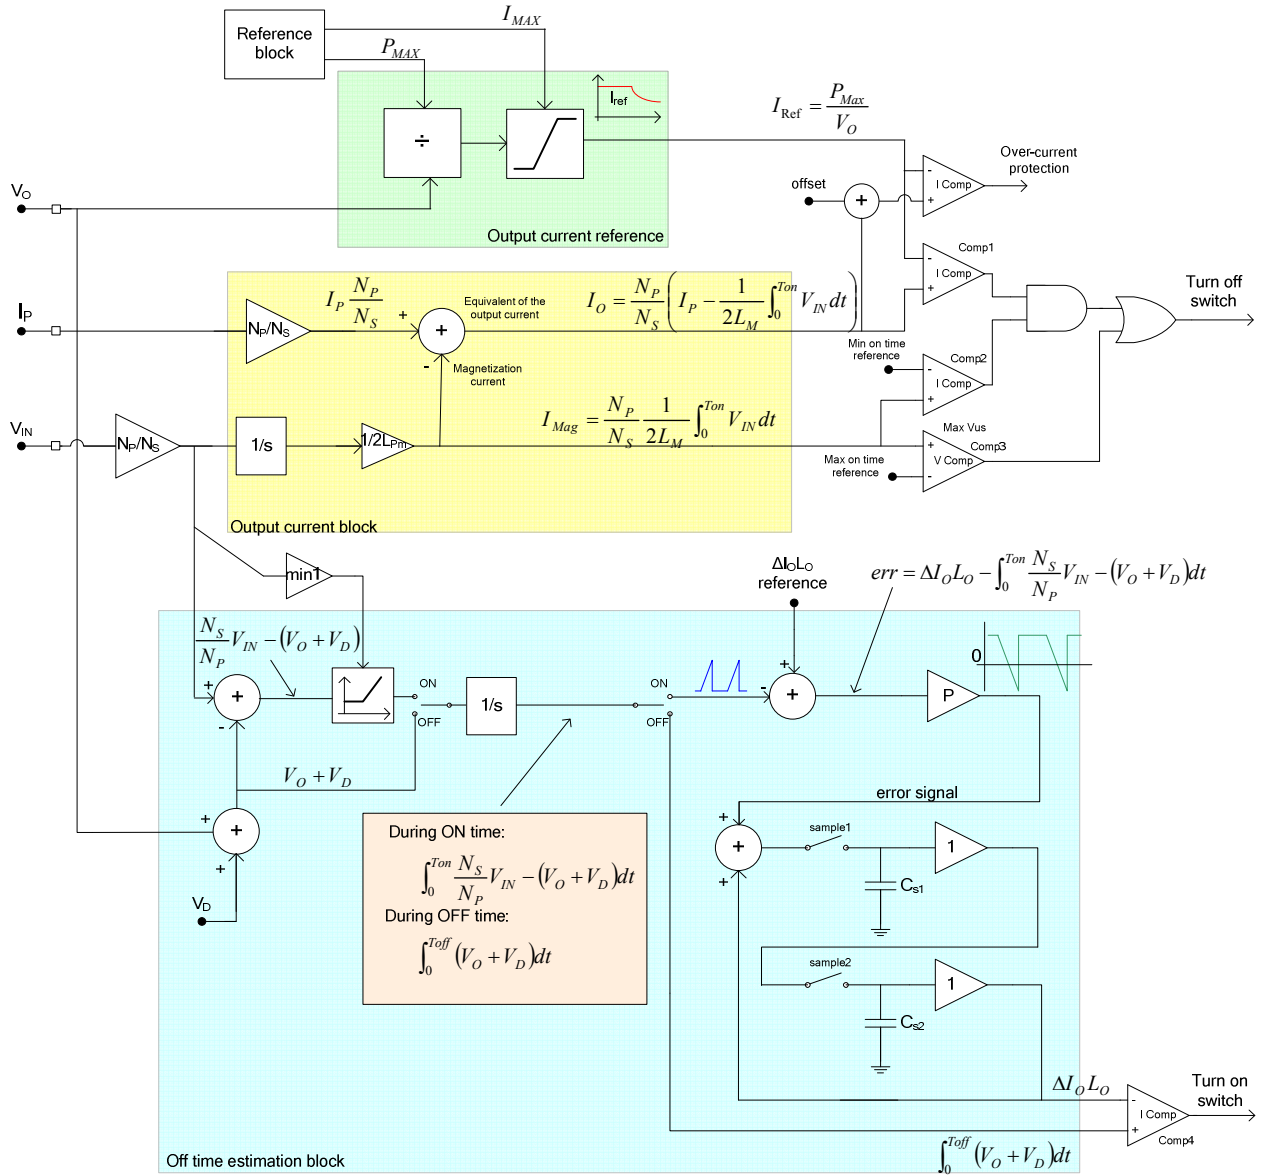 Reference
block
I_MAX
P_MAX
÷
I_ref
I_Ref = P_Max / V_O
Output current reference
V_O
offset
+
-
I Comp
+
Over-current
protection
Comp1
-
I Comp
+
Turn off
switch
I_P
N_P/N_S
I_P N_P/N_S
+
-
+
Equivalent of the
output current
Magnetization
current
I_O = N_P/N_S (I_P − 1/2L_M ∫_0^Ton V_IN dt)
Min on time
reference
Comp2
-
I Comp
+
V_IN
N_P/N_S
1/s
1/2L_Pm
I_Mag = N_P/N_S 1/2L_M ∫_0^Ton V_IN dt
Max Vus
Comp3
+
V Comp
-
Max on time
reference
Output current block
min1
ΔI_O L_O
reference
err = ΔI_O L_O − ∫_0^Ton N_S/N_P V_IN − (V_O + V_D)dt
N_S/N_P V_IN − (V_O + V_D)
+
+
-
ON
OFF
1/s
ON
OFF
+
-
+
P
0
V_O + V_D
+
+
+
V_D
During ON time:
∫_0^Ton N_S/N_P V_IN − (V_O + V_D)dt
During OFF time:
∫_0^Toff (V_O + V_D)dt
error signal
+
+
+
sample1
1
C_s1
sample2
1
C_s2
ΔI_O L_O
-
I Comp
+
Comp4
Turn on
switch
∫_0^Toff (V_O + V_D)dt
Off time estimation block